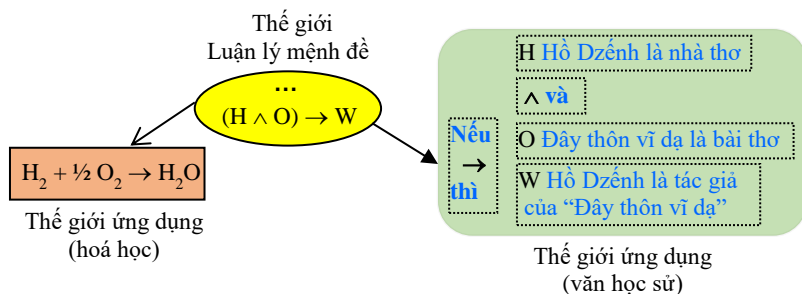 Thế giới
Luận lý mệnh đề
...
(H ∧ O) → W
H₂ + ½ O₂ → H₂O
Thế giới ứng dụng
(hoá học)
H Hồ Dzếnh là nhà thơ
∧ và
Nếu
→
thì
O Đây thôn vĩ dạ là bài thơ
W Hồ Dzếnh là tác giả
của “Đây thôn vĩ dạ”
Thế giới ứng dụng
(văn học sử)